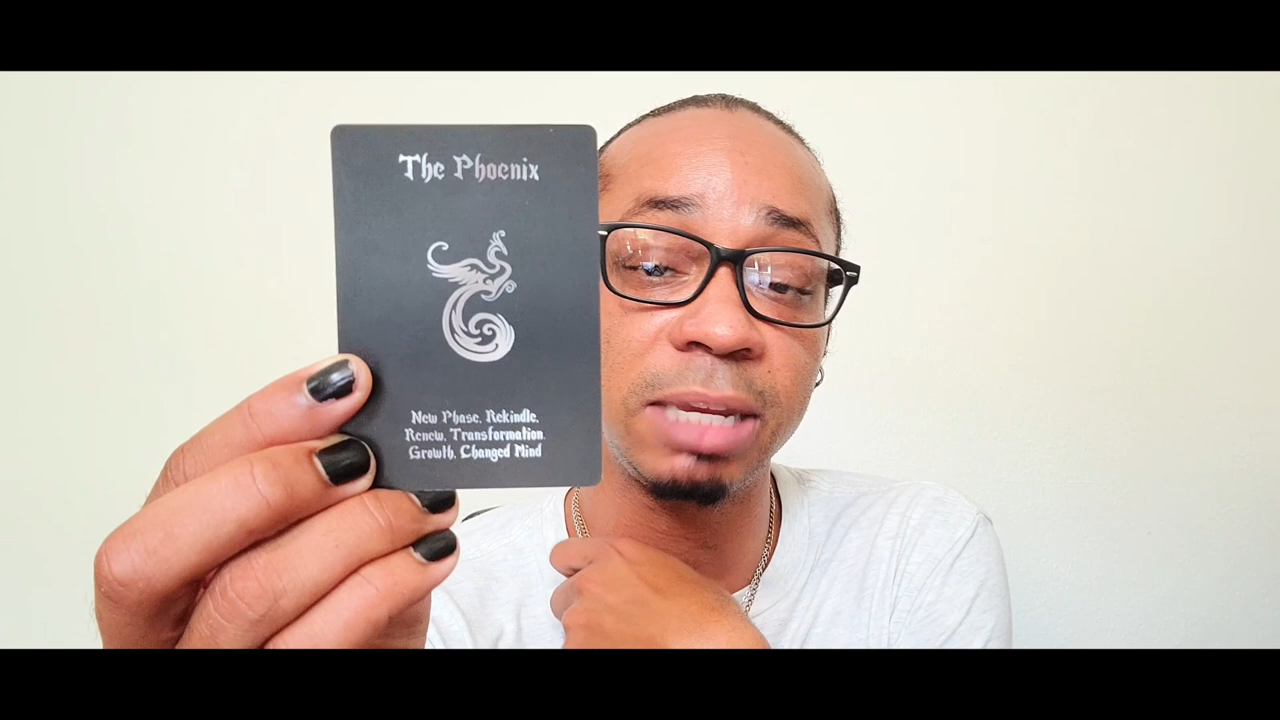 The Phoenix
New Phase, Rekindle,
Renew, Transformation,
Growth, Changed Mind